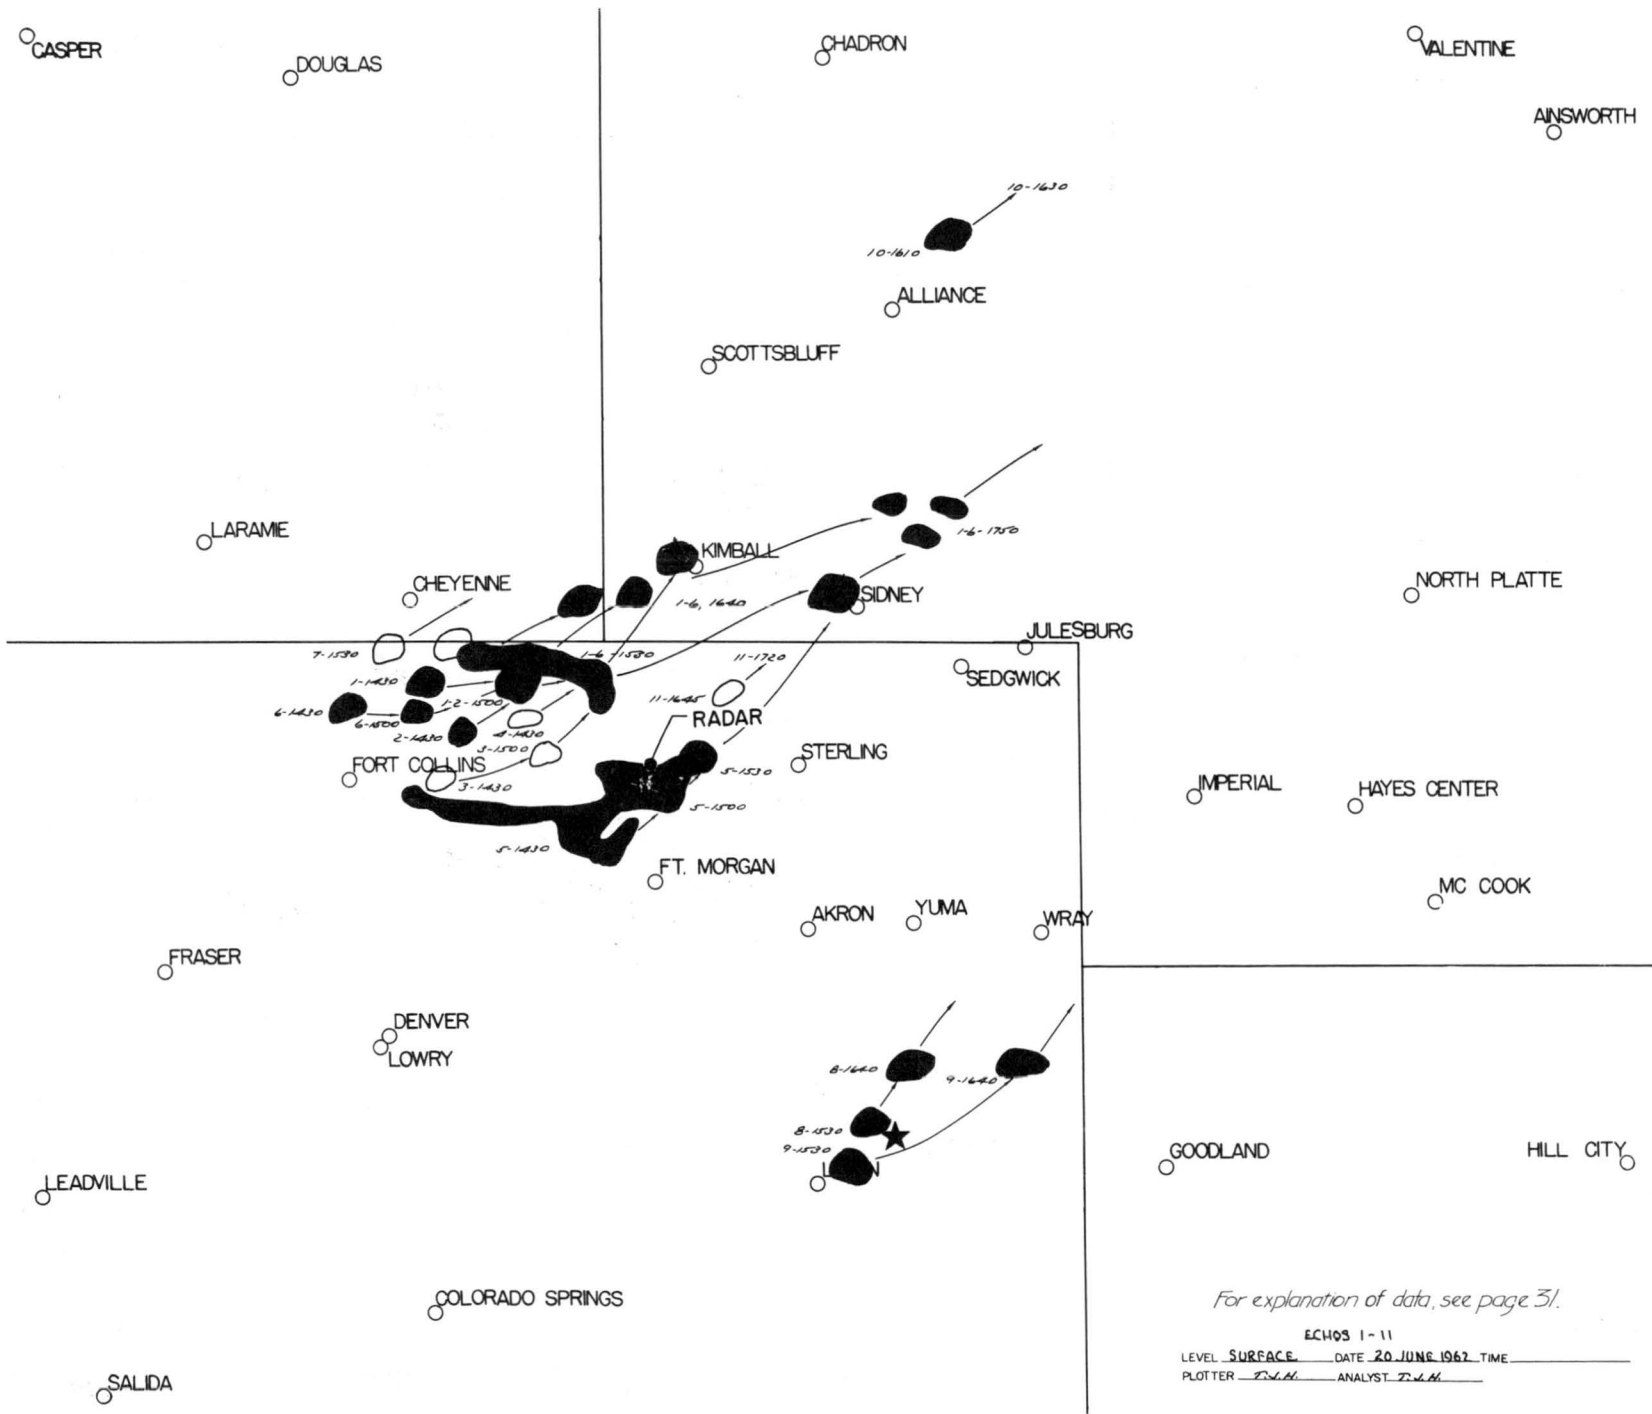 CASPER
DOUGLAS
CHADRON
VALENTINE
AINSWORTH
10-1630
10-1610
ALLIANCE
SCOTTSBLUFF
LARAMIE
1-6-1750
KIMBALL
CHEYENNE
NORTH PLATTE
SIDNEY
1-6, 1640
JULESBURG
7-1530
1-6-1530
11-1720
SEDGWICK
1-1430
11-1645
1-2-1500
6-1430
6-1500
RADAR
2-1430
4-1430
3-1500
STERLING
FORT COLLINS
5-1530
3-1430
IMPERIAL
HAYES CENTER
5-1500
5-1430
FT. MORGAN
MC COOK
AKRON
YUMA
WRAY
FRASER
DENVER
LOWRY
8-1640
9-1640
8-1530
9-1530
GOODLAND
HILL CITY
LEADVILLE
COLORADO SPRINGS
For explanation of data, see page 31.
ECHOS 1-11
LEVEL SURFACE DATE 20 JUNE 1962 TIME
PLOTTER T.J.H. ANALYST T.J.H.
SALIDA